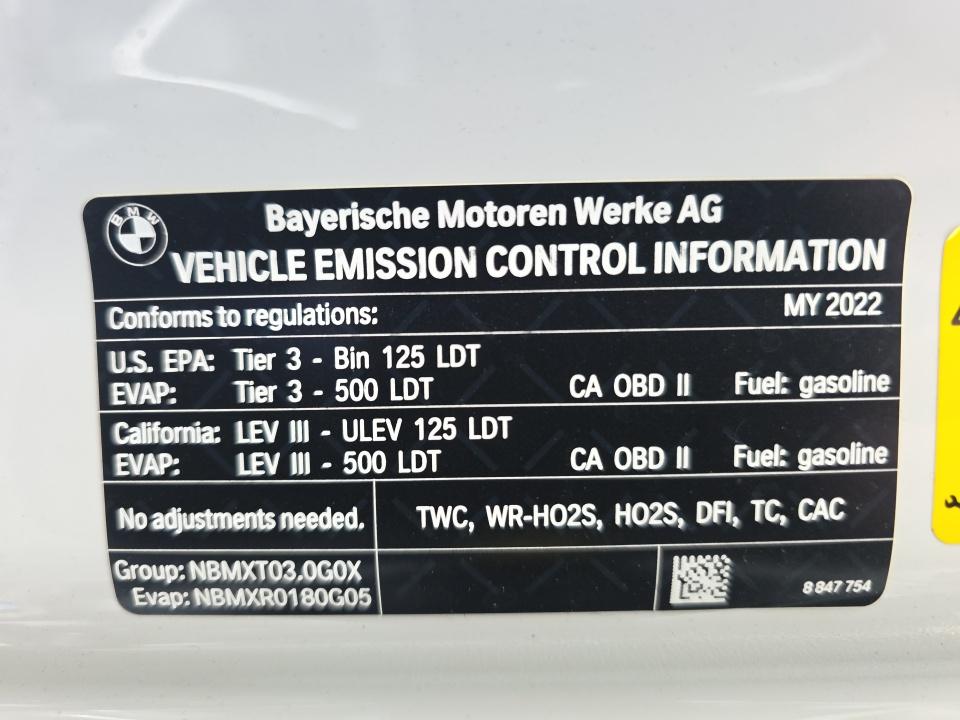 BMW
Bayerische Motoren Werke AG
VEHICLE EMISSION CONTROL INFORMATION
Conforms to regulations: MY 2022
U.S. EPA: Tier 3 - Bin 125 LDT
EVAP: Tier 3 - 500 LDT CA OBD II Fuel: gasoline
California: LEV III - ULEV 125 LDT
EVAP: LEV III - 500 LDT CA OBD II Fuel: gasoline
No adjustments needed. TWC, WR-HO2S, HO2S, DFI, TC, CAC
Group: NBMXT03.0G0X
Evap: NBMXR0180G05
8 847 754